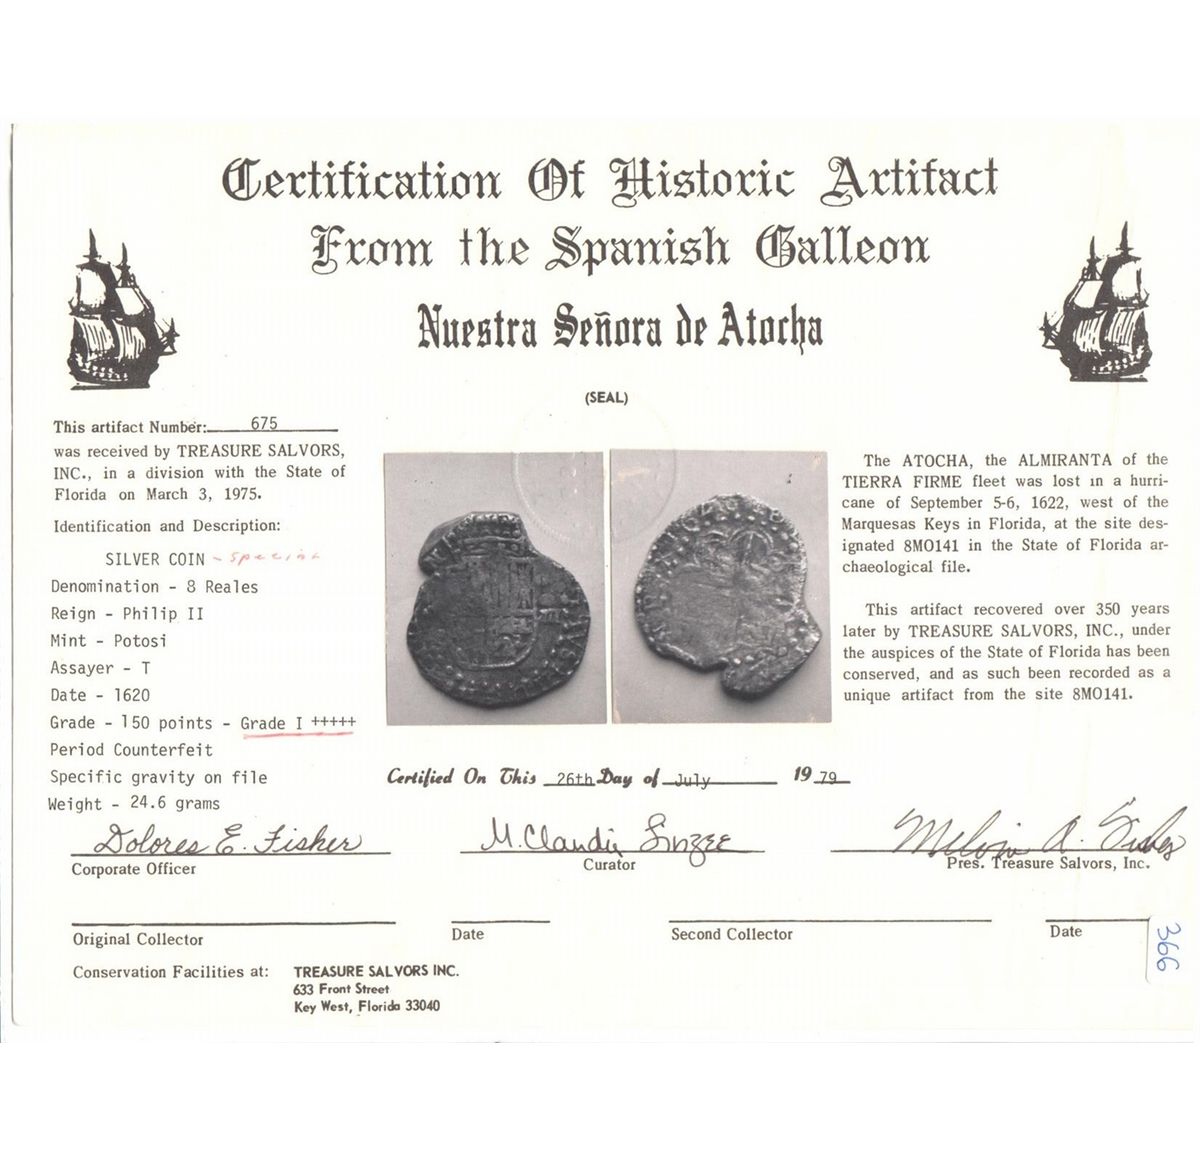 Certification Of Historic Artifact
From the Spanish Galleon
Nuestra Señora de Atocha
(SEAL)
This artifact Number: 675
was received by TREASURE SALVORS,
INC., in a division with the State of
Florida on March 3, 1975.
Identification and Description:
SILVER COIN - special
Denomination - 8 Reales
Reign - Philip II
Mint - Potosi
Assayer - T
Date - 1620
Grade - 150 points - Grade I +++++
Period Counterfeit
Specific gravity on file
Weight - 24.6 grams
The ATOCHA, the ALMIRANTA of the
TIERRA FIRME fleet was lost in a hurri-
cane of September 5-6, 1622, west of the
Marquesas Keys in Florida, at the site des-
ignated 8MO141 in the State of Florida ar-
chaeological file.
This artifact recovered over 350 years
later by TREASURE SALVORS, INC., under
the auspices of the State of Florida has been
conserved, and as such been recorded as a
unique artifact from the site 8MO141.
Certified On This 26th Day of July 19 79
Dolores E. Fisher
Corporate Officer
M. Claudia Linzee
Curator
Melvin A. Fisher
Pres. Treasure Salvors, Inc.
Original Collector
Date
Second Collector
Date
366
Conservation Facilities at: TREASURE SALVORS INC.
633 Front Street
Key West, Florida 33040